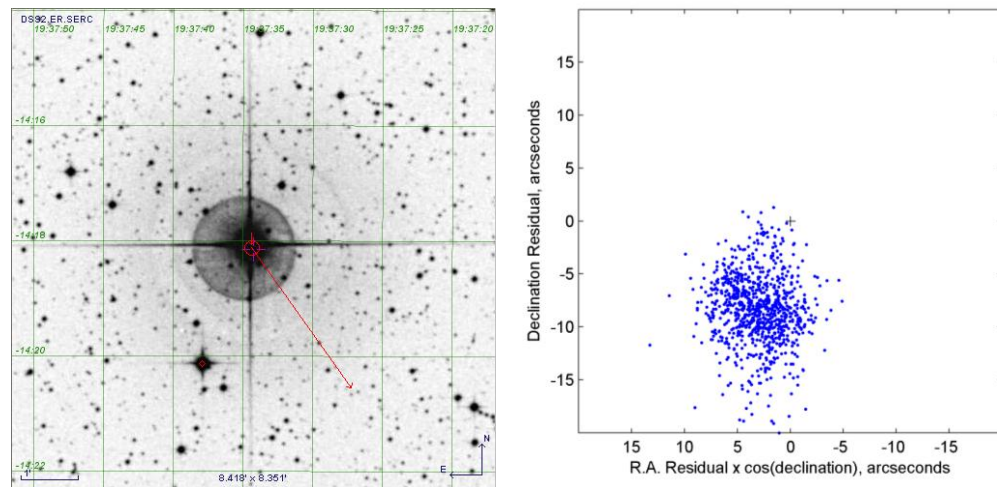 DS92.ER.SERC
19:37:50 19:37:45 19:37:40 19:37:35 19:37:30 19:37:25 19:37:20
-14:16
-14:18
-14:20
-14:22
1'
8.418' x 8.351'
N
E
Declination Residual, arcseconds
15
10
5
0
-5
-10
-15
15 10 5 0 -5 -10 -15
R.A. Residual x cos(declination), arcseconds